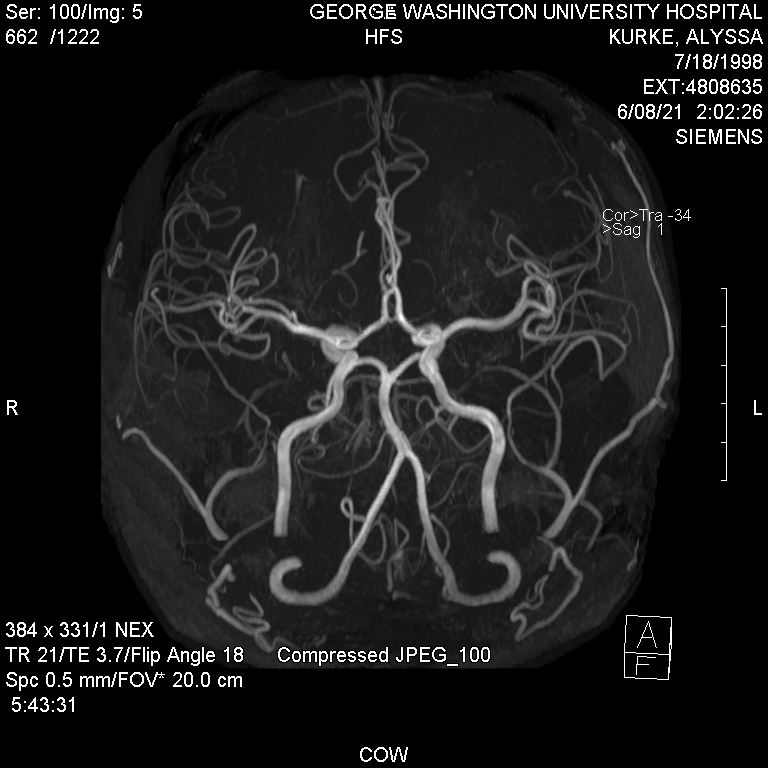 Ser: 100/Img: 5
662 /1222
GEORGE WASHINGTON UNIVERSITY HOSPITAL
HFS
KURKE, ALYSSA
7/18/1998
EXT:4808635
6/08/21 2:02:26
SIEMENS
Cor>Tra -34
>Sag 1
R
L
384 x 331/1 NEX
TR 21/TE 3.7/Flip Angle 18
Spc 0.5 mm/FOV* 20.0 cm
5:43:31
Compressed JPEG_100
A
F
COW